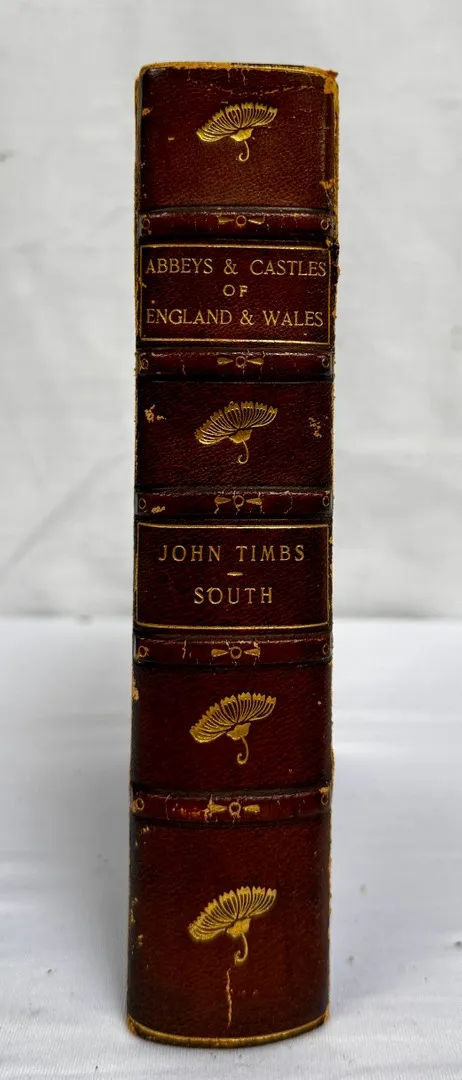 ABBEYS & CASTLES
OF
ENGLAND & WALES
JOHN TIMBS
SOUTH